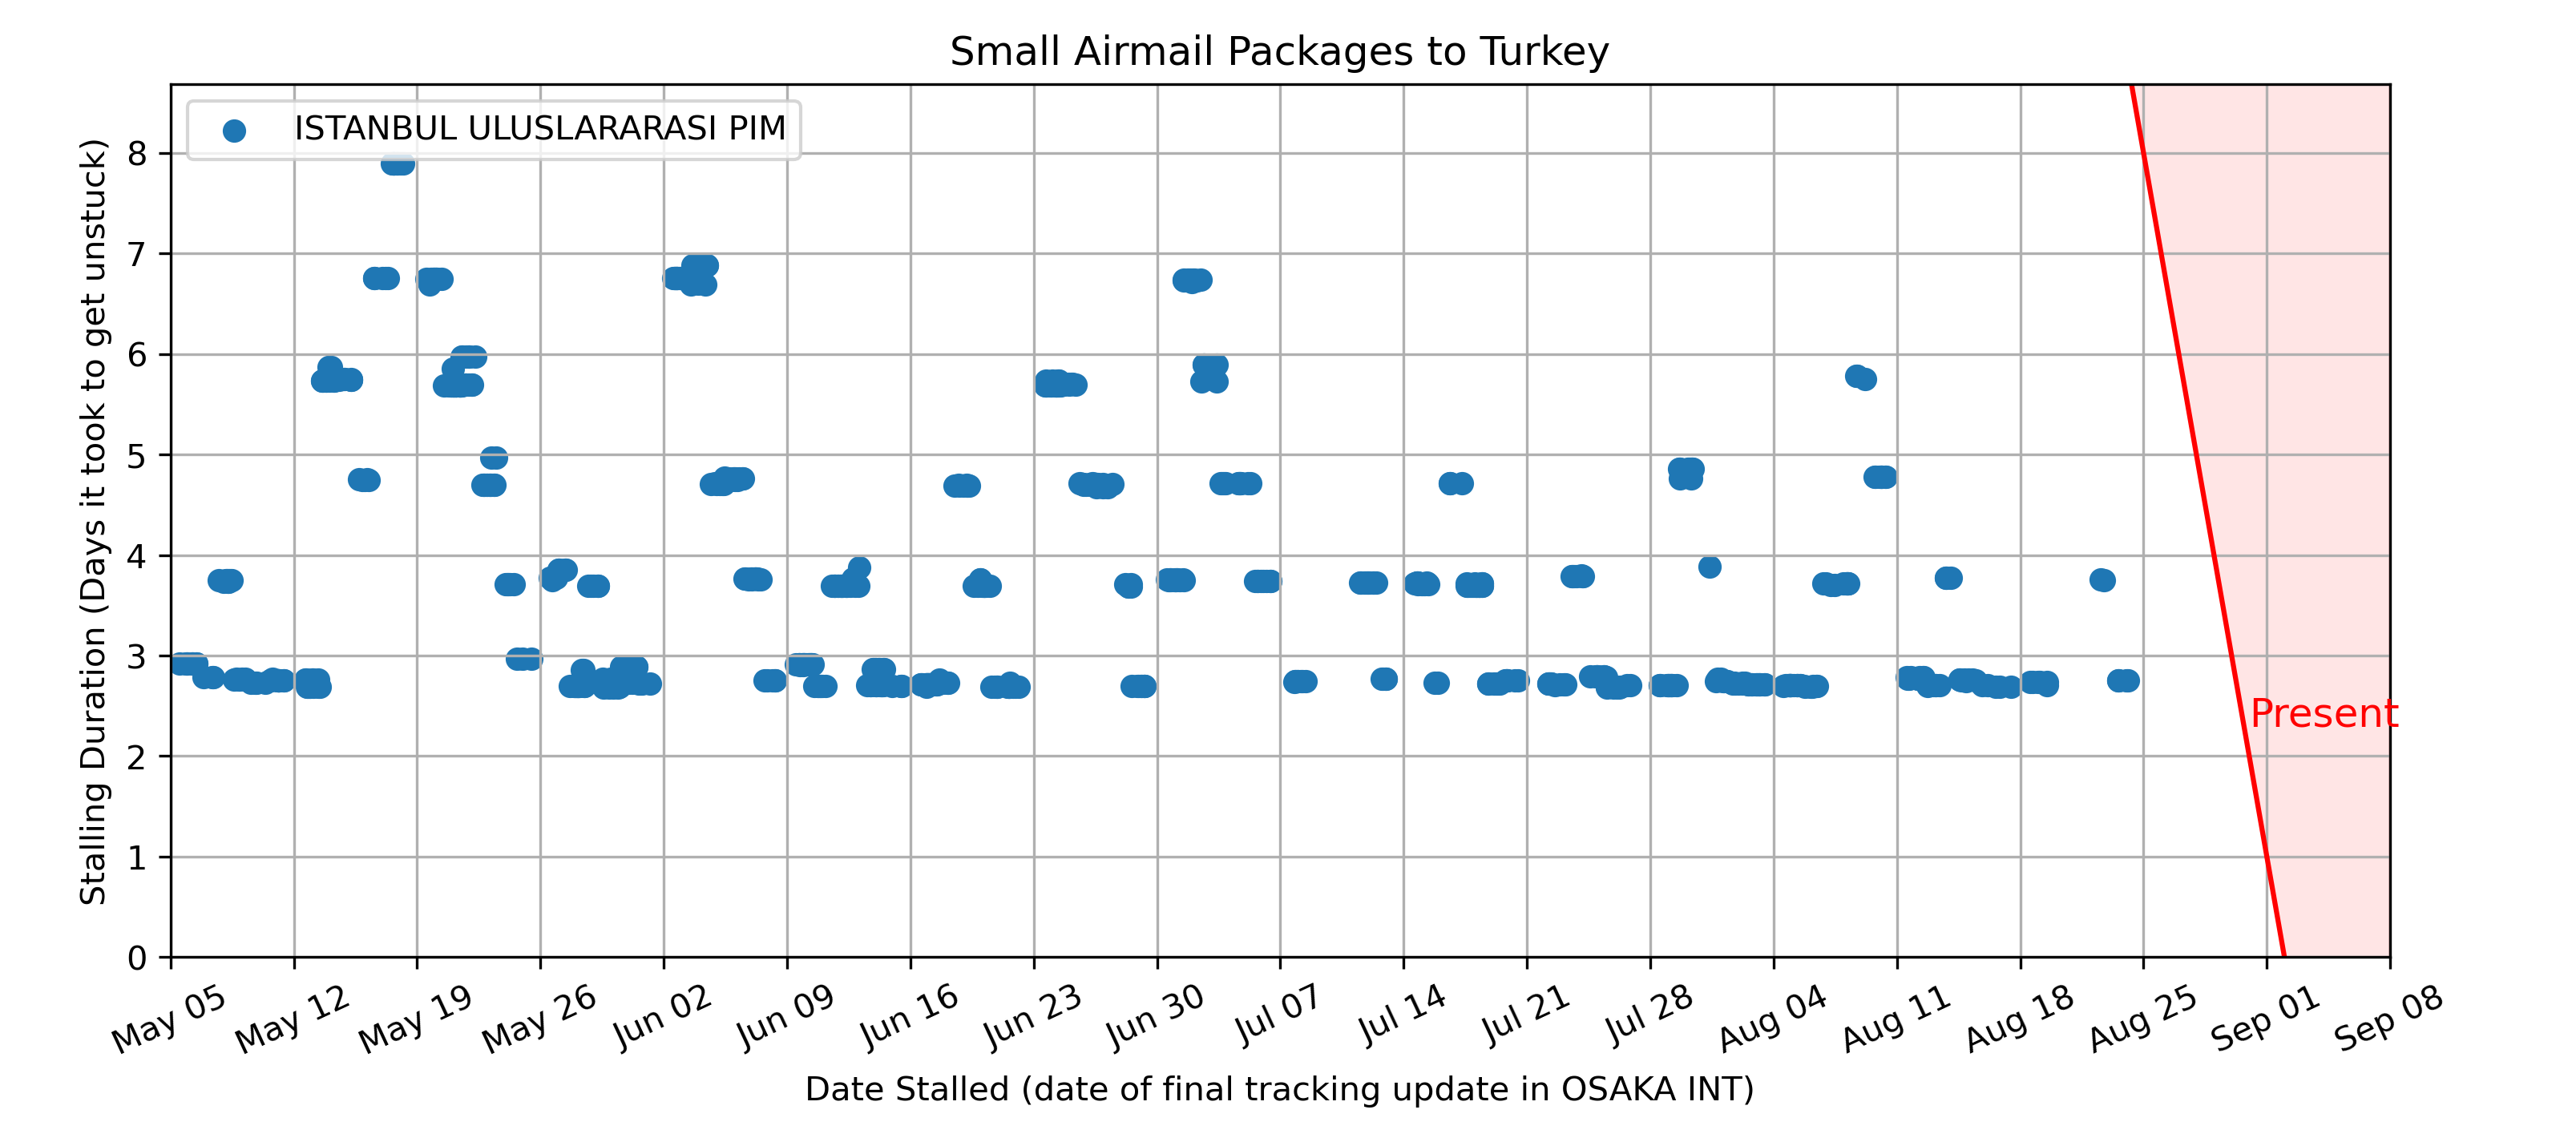 Small Airmail Packages to Turkey
ISTANBUL ULUSLARARASI PIM
Stalling Duration (Days it took to get unstuck)
8
7
6
5
4
3
2
1
0
Present
May 05
May 12
May 19
May 26
Jun 02
Jun 09
Jun 16
Jun 23
Jun 30
Jul 07
Jul 14
Jul 21
Jul 28
Aug 04
Aug 11
Aug 18
Aug 25
Sep 01
Sep 08
Date Stalled (date of final tracking update in OSAKA INT)